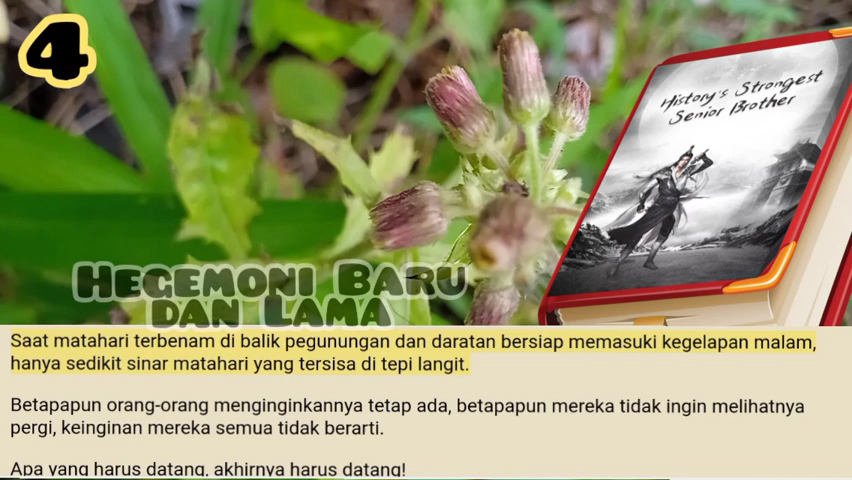 4
History's Strongest
Senior Brother
Hegemoni Baru
dan Lama
Saat matahari terbenam di balik pegunungan dan daratan bersiap memasuki kegelapan malam,
hanya sedikit sinar matahari yang tersisa di tepi langit.
Betapapun orang-orang menginginkannya tetap ada, betapapun mereka tidak ingin melihatnya
pergi, keinginan mereka semua tidak berarti.
Apa yang harus datang, akhirnya harus datang!